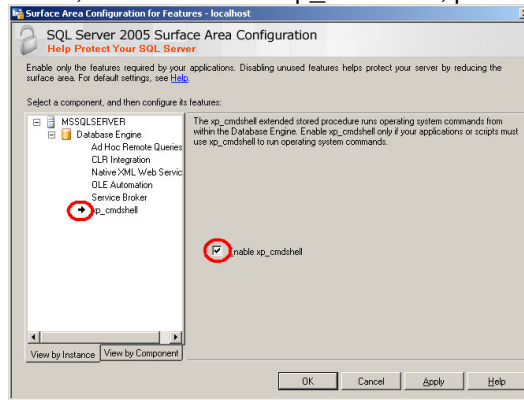 Surface Area Configuration for Features - localhost
SQL Server 2005 Surface Area Configuration
Help Protect Your SQL Server
Enable only the features required by your applications. Disabling unused features helps protect your server by reducing the
surface area. For default settings, see Help.
Select a component, and then configure its features:
MSSQLSERVER
Database Engine
Ad Hoc Remote Queries
CLR Integration
Native XML Web Servic
OLE Automation
Service Broker
xp_cmdshell
The xp_cmdshell extended stored procedure runs operating system commands from
within the Database Engine. Enable xp_cmdshell only if your applications or scripts must
use xp_cmdshell to run operating system commands.
Enable xp_cmdshell
View by Instance View by Component
OK Cancel Apply Help